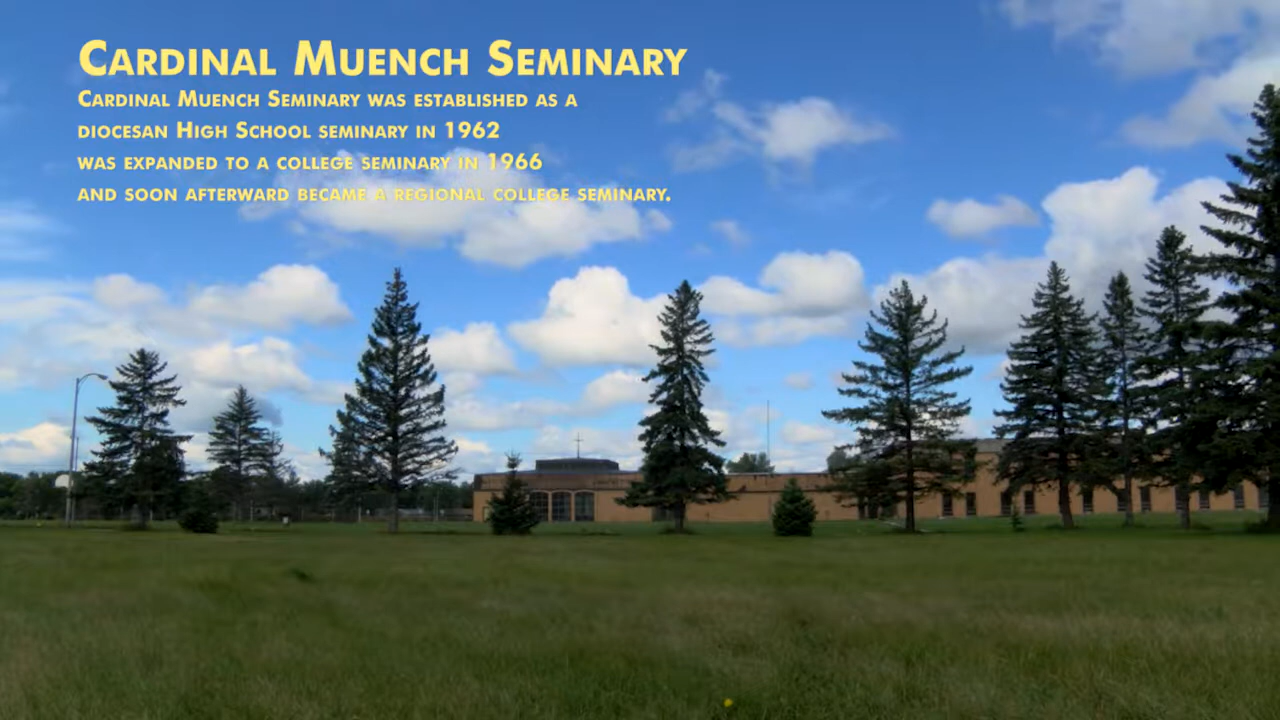 Cardinal Muench Seminary
Cardinal Muench Seminary was established as a
diocesan High School seminary in 1962
was expanded to a college seminary in 1966
and soon afterward became a regional college seminary.